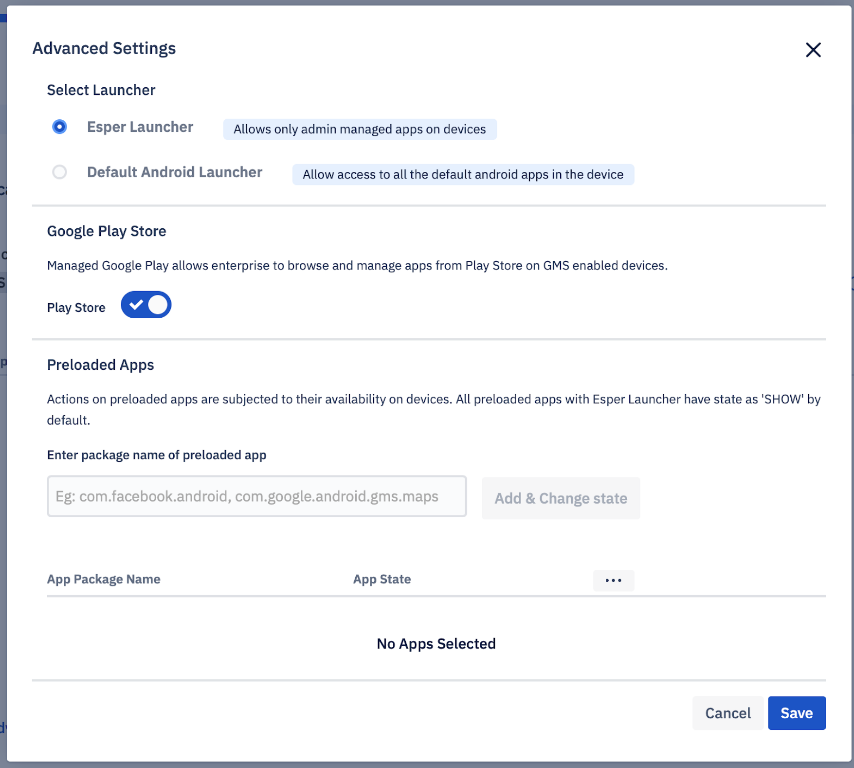 Advanced Settings
Select Launcher
Esper Launcher
Allows only admin managed apps on devices
Default Android Launcher
Allow access to all the default android apps in the device
Google Play Store
Managed Google Play allows enterprise to browse and manage apps from Play Store on GMS enabled devices.
Play Store
Preloaded Apps
Actions on preloaded apps are subjected to their availability on devices. All preloaded apps with Esper Launcher have state as 'SHOW' by
default.
Enter package name of preloaded app
Eg: com.facebook.android, com.google.android.gms.maps
Add & Change state
App Package Name
App State
...
No Apps Selected
Cancel
Save